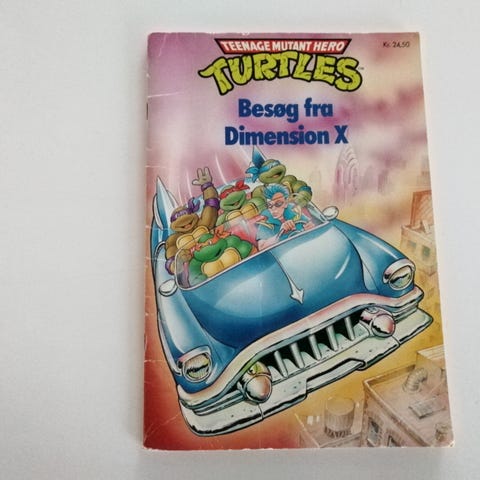 Kr. 24,50
TEENAGE MUTANT HERO
TURTLES
Besøg fra
Dimension X